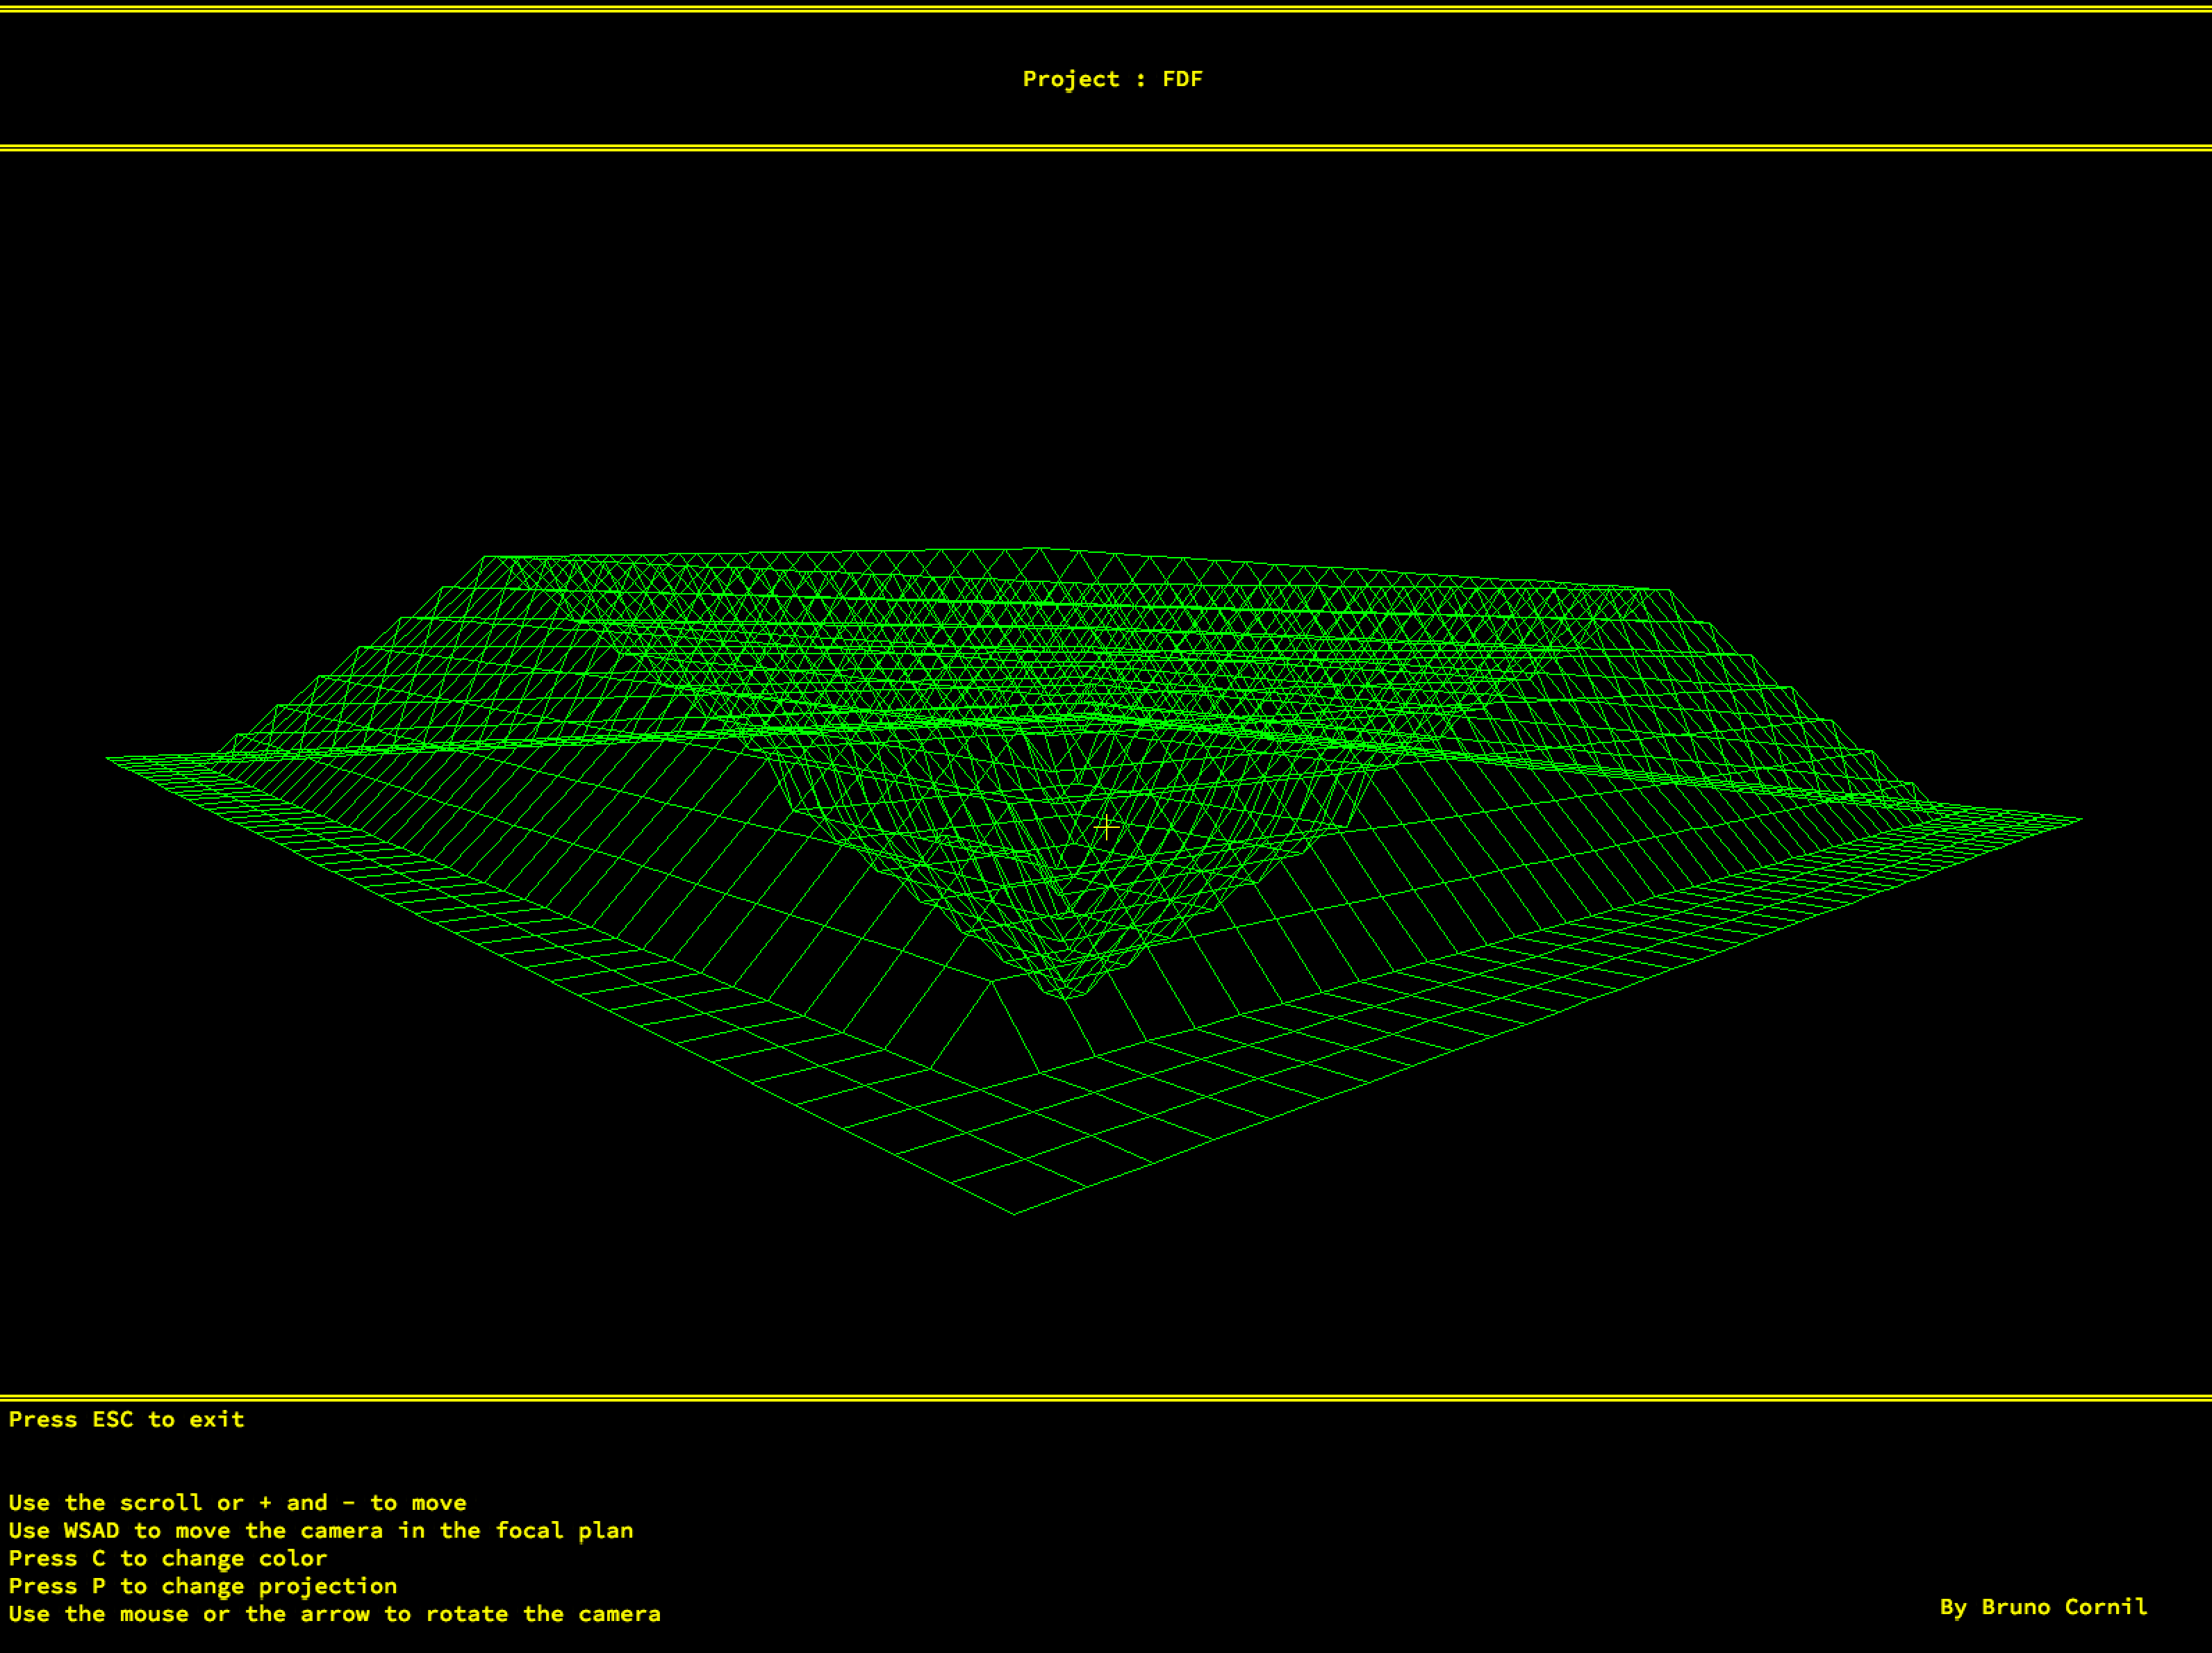 Project : FDF
Press ESC to exit
Use the scroll or + and - to move
Use WSAD to move the camera in the focal plan
Press C to change color
Press P to change projection
Use the mouse or the arrow to rotate the camera
By Bruno Cornil